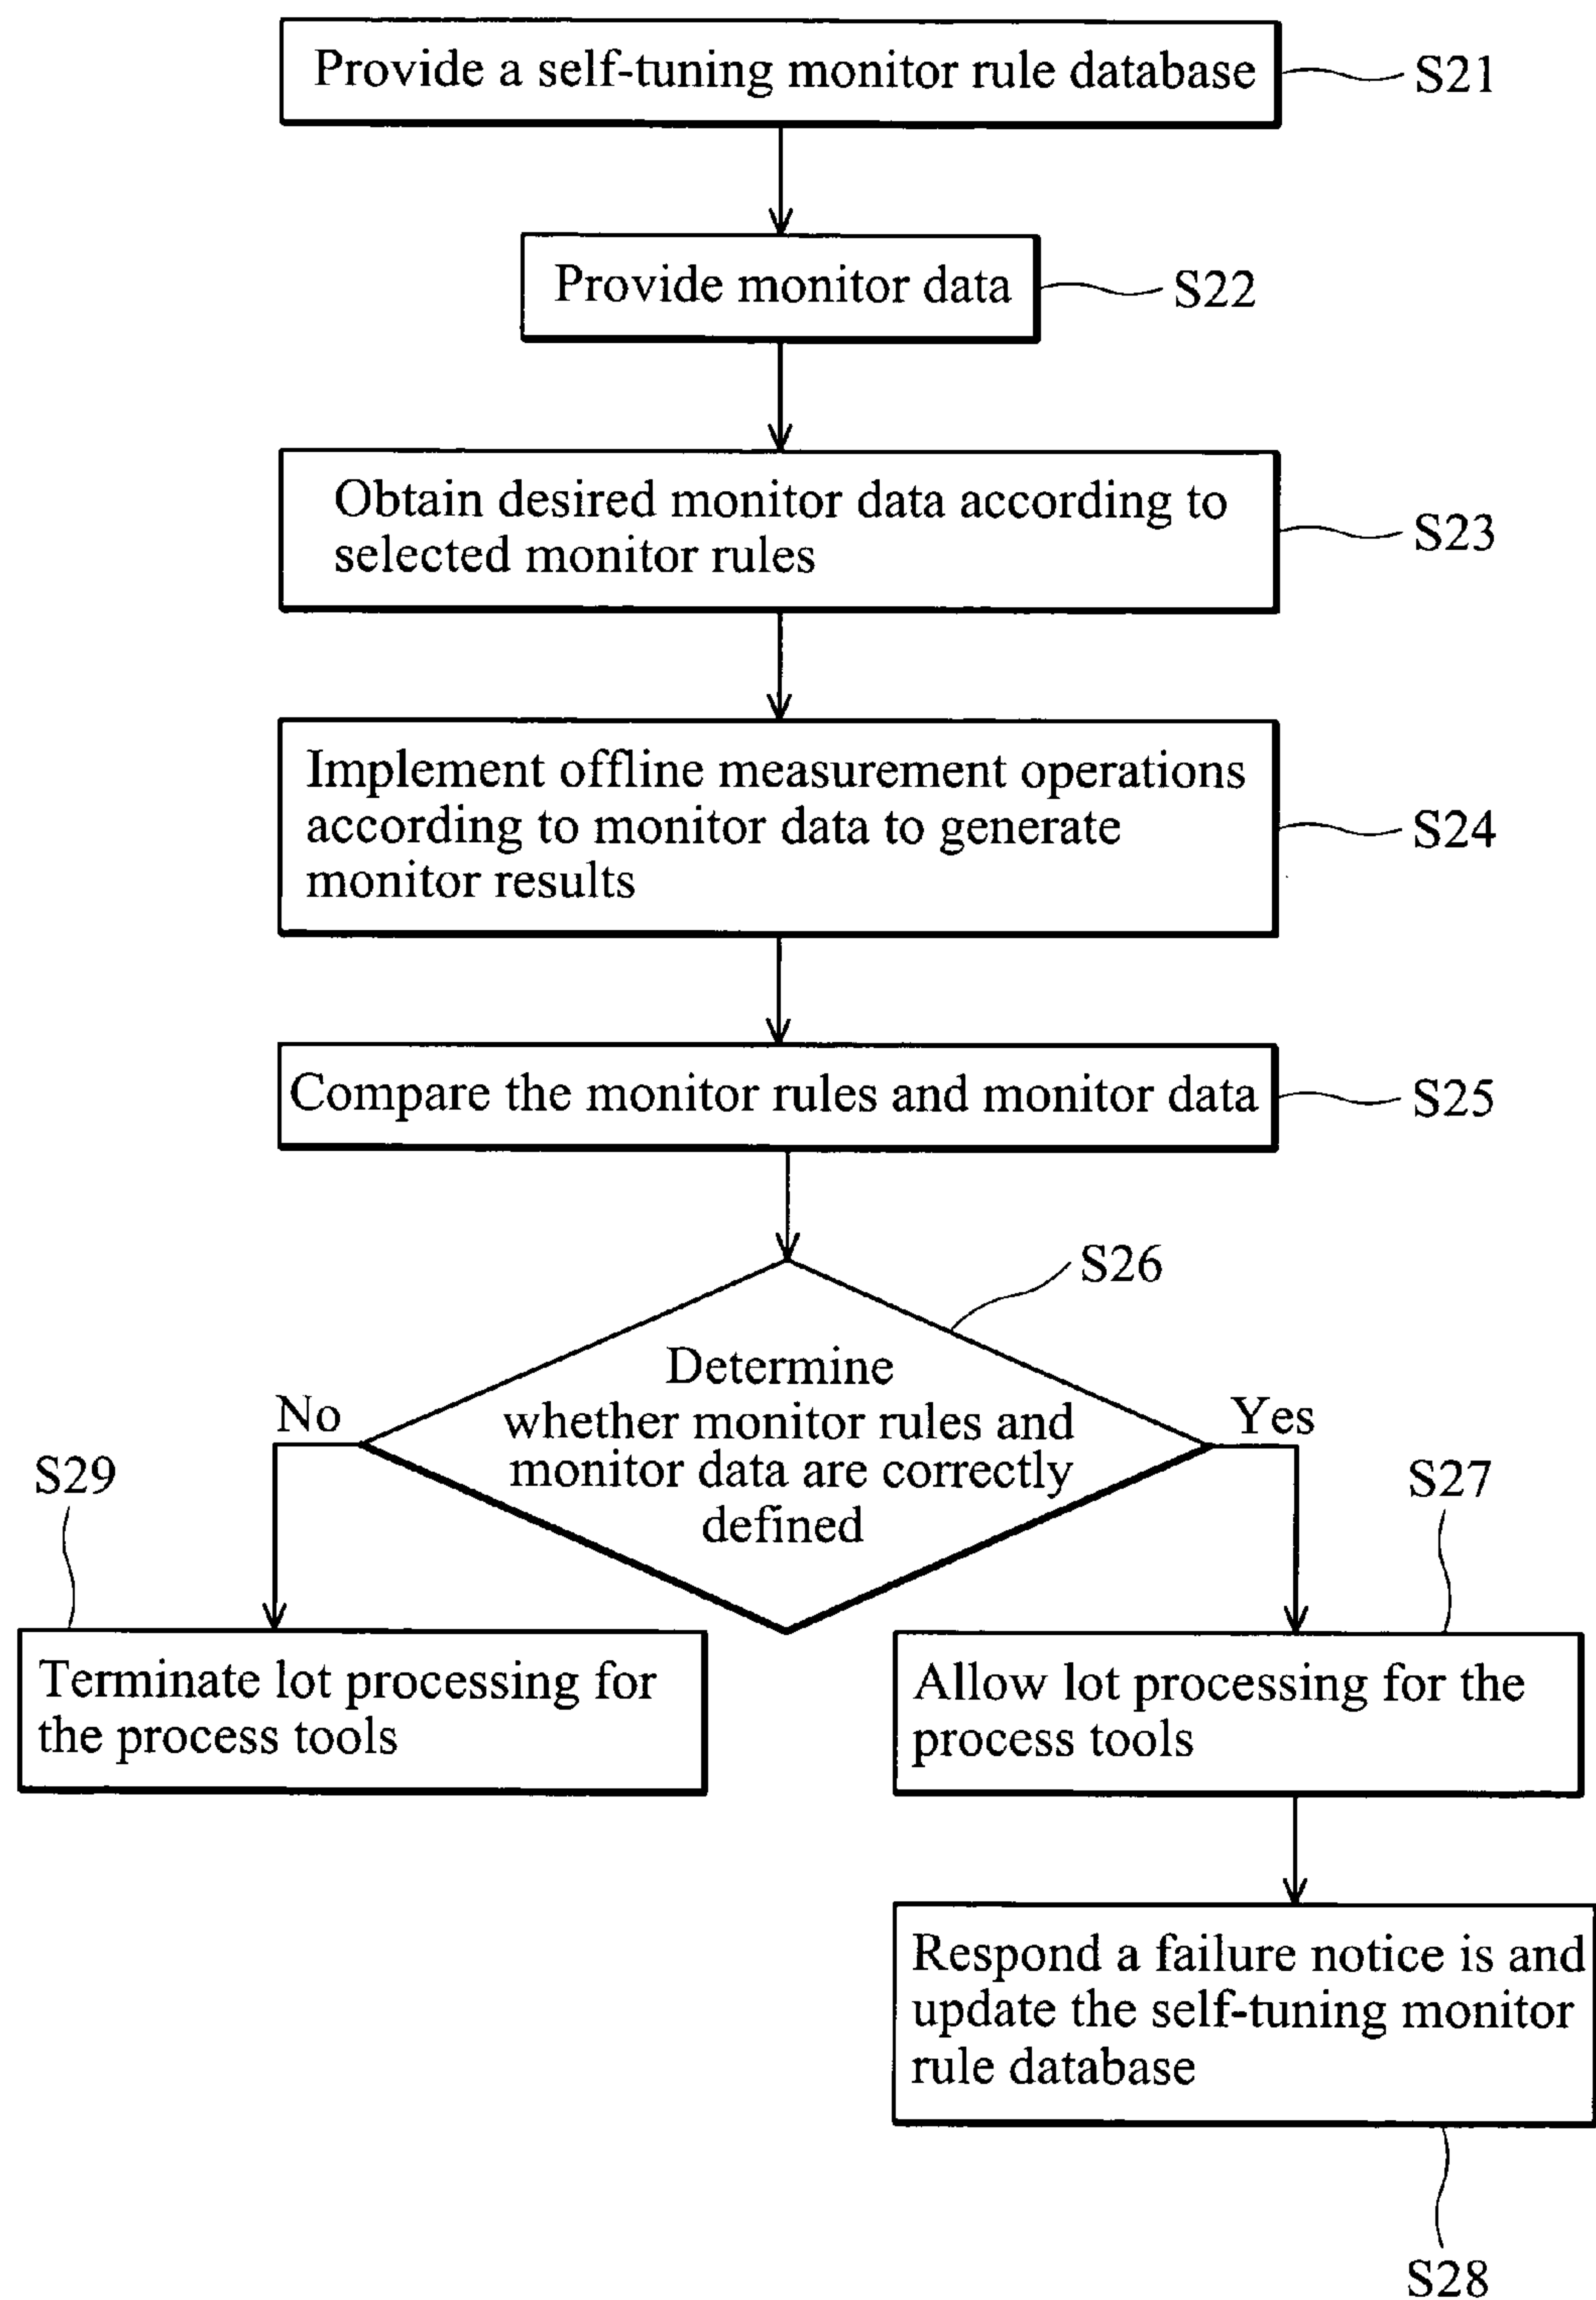 Provide a self-tuning monitor rule database
S21
Provide monitor data
S22
Obtain desired monitor data according to
selected monitor rules
S23
Implement offline measurement operations
according to monitor data to generate
monitor results
S24
Compare the monitor rules and monitor data
S25
S26
Determine
whether monitor rules and
monitor data are correctly
defined
No
Yes
S29
S27
Terminate lot processing for
the process tools
Allow lot processing for the
process tools
Respond a failure notice is and
update the self-tuning monitor
rule database
S28